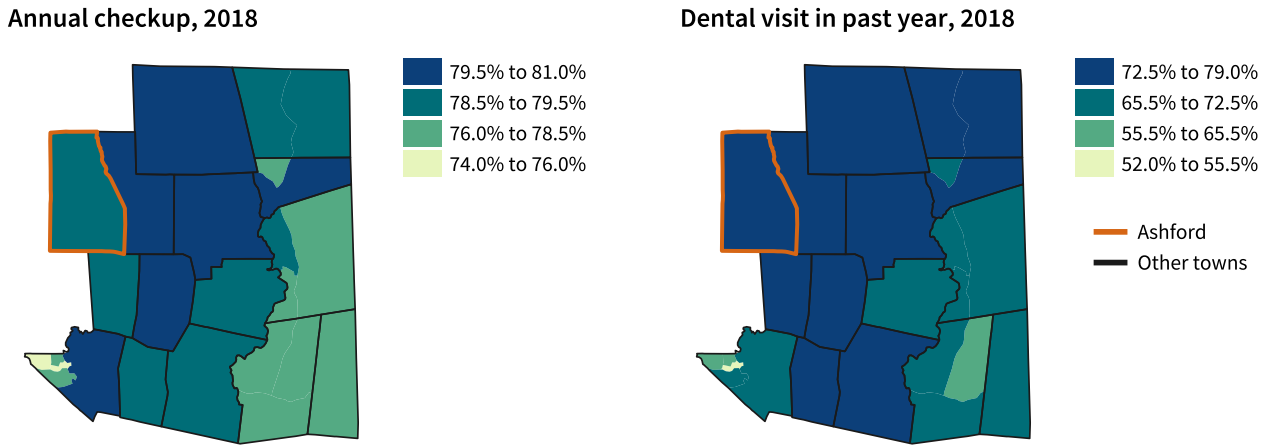 Annual checkup, 2018
79.5% to 81.0%
78.5% to 79.5%
76.0% to 78.5%
74.0% to 76.0%
Dental visit in past year, 2018
72.5% to 79.0%
65.5% to 72.5%
55.5% to 65.5%
52.0% to 55.5%
Ashford
Other towns